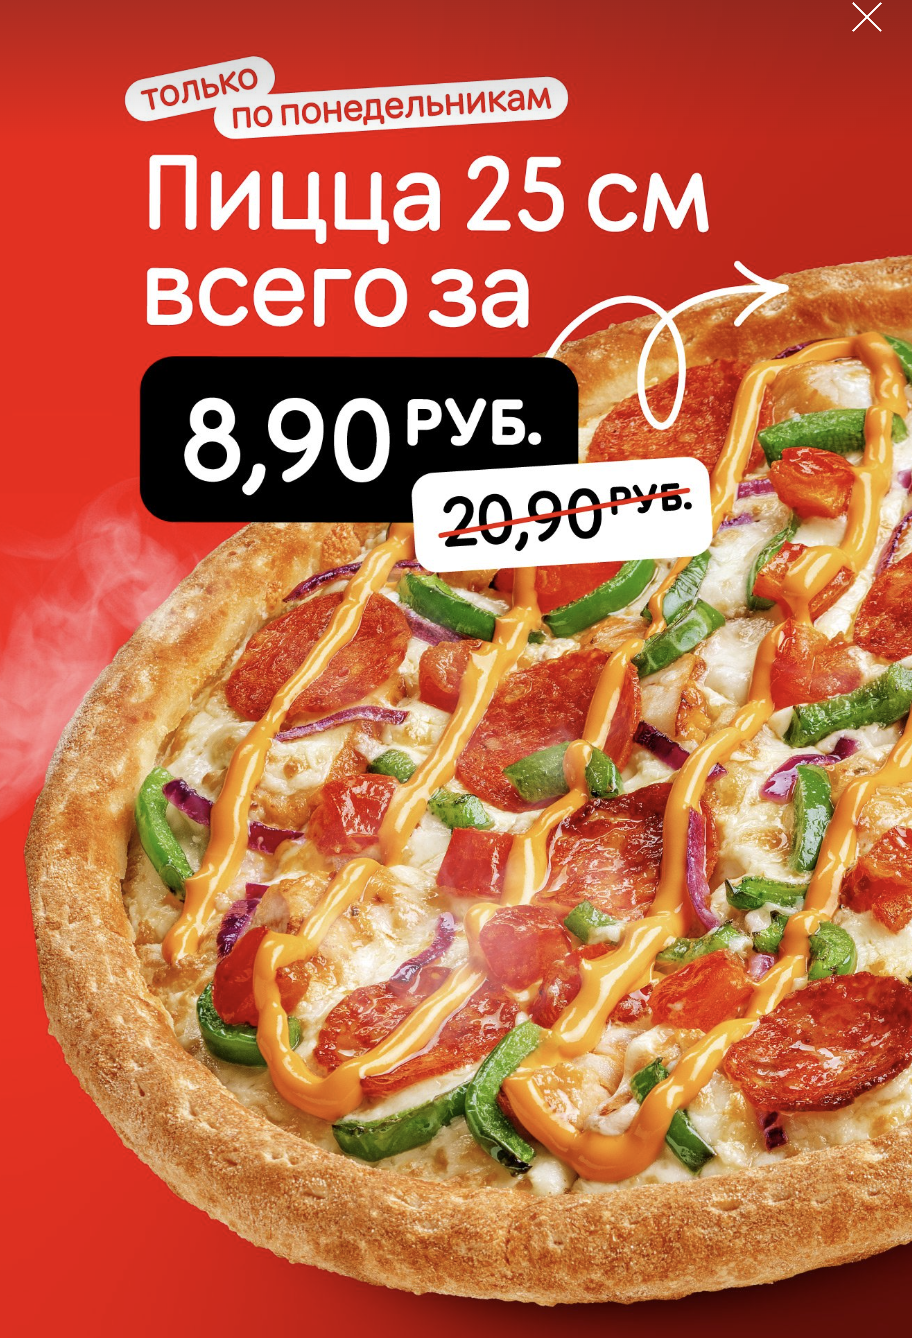 только
по понедельникам
Пицца 25 см
всего за
8,90 РУБ.
20,90 РУБ.